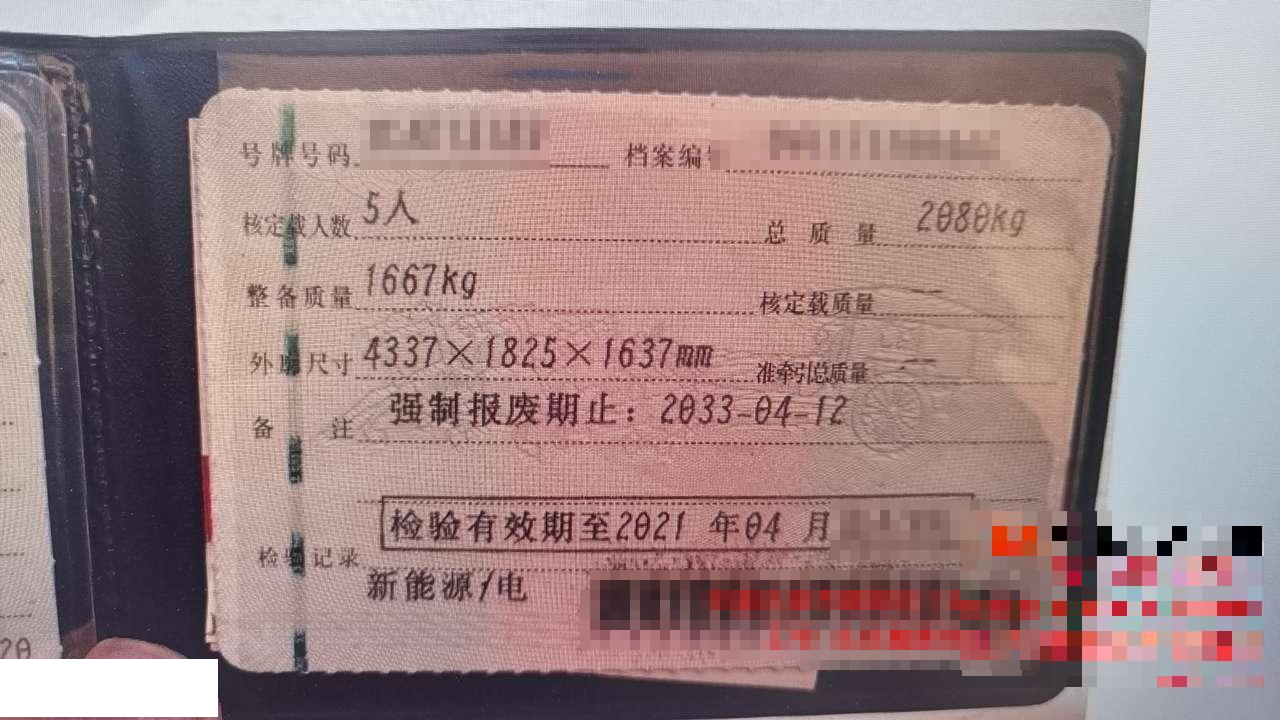 号牌号码 档案编号
核定载人数 5人 总质量 2080kg
整备质量 1667kg 核定载质量 --
外廓尺寸 4337×1825×1637mm 准牵引总质量 --
备注 强制报废期止：2033-04-12
检验记录 检验有效期至2021 年04 月
新能源/电
20